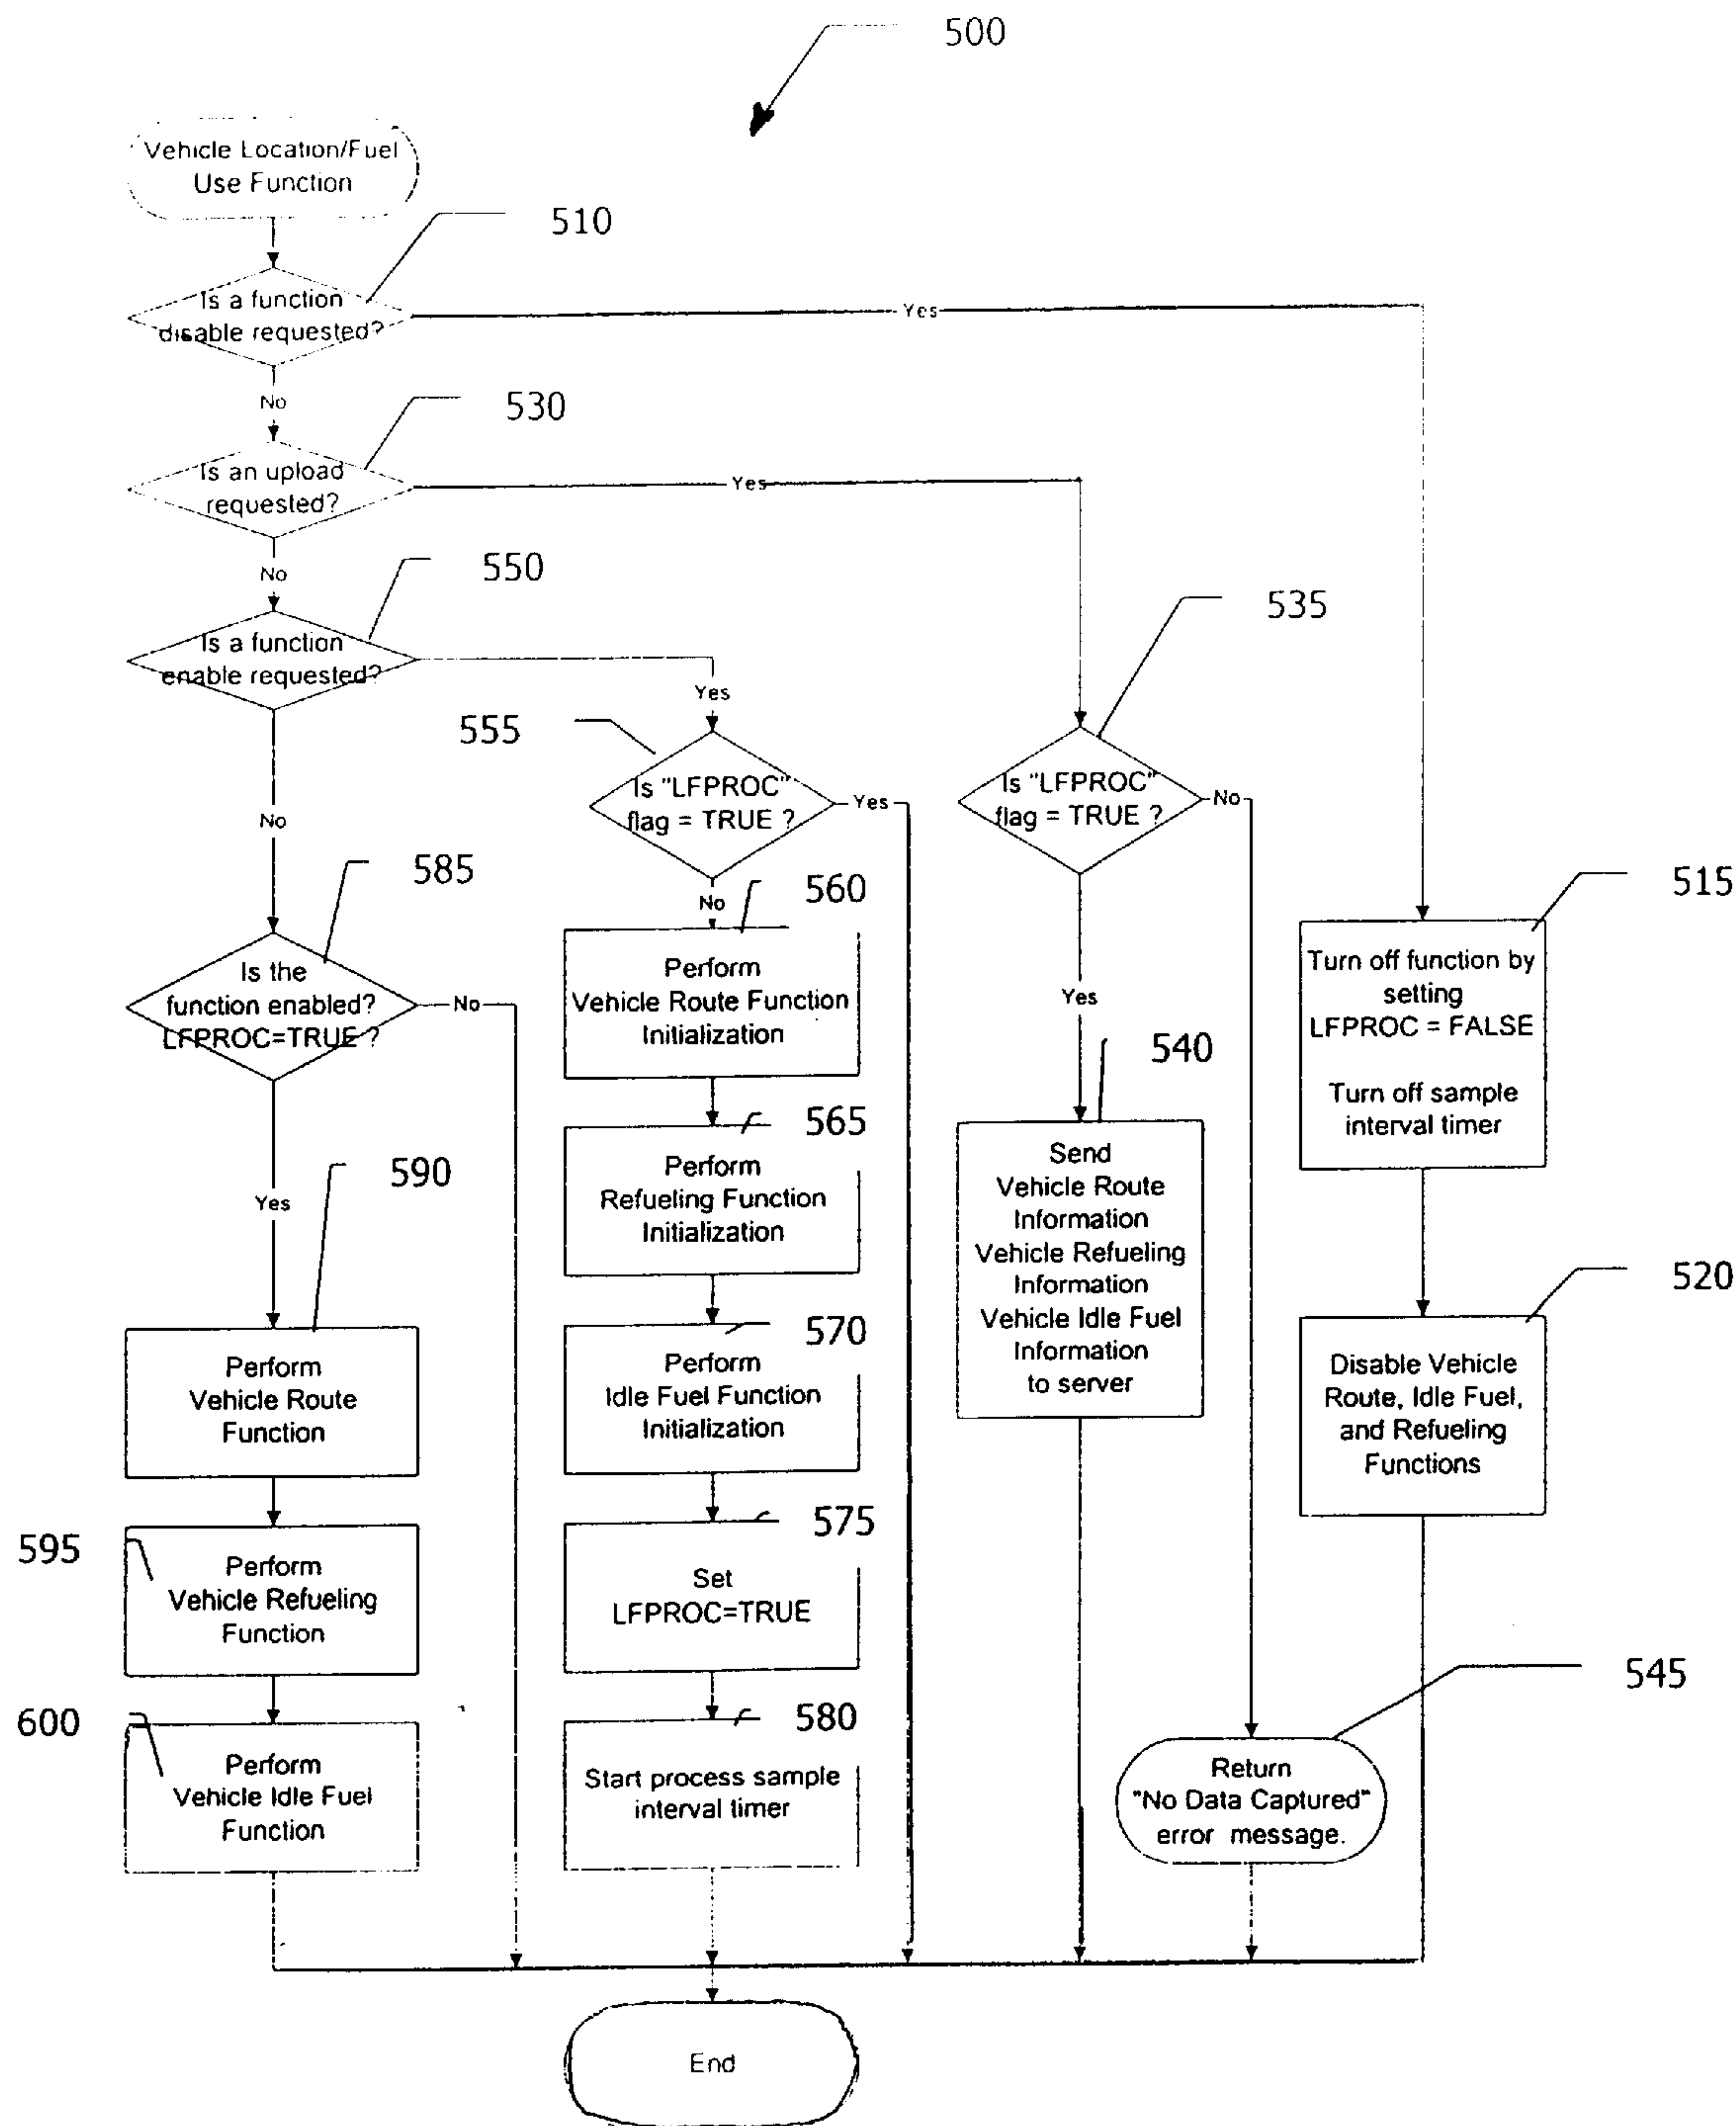 500
Vehicle Location/Fuel
Use Function
510
Is a function
disable requested?
Yes
No
530
Is an upload
requested?
Yes
No
550
Is a function
enable requested?
Yes
No
535
555
Is "LFPROC"
flag = TRUE ?
Yes
No
Is "LFPROC"
flag = TRUE ?
No
Yes
585
Is the
function enabled?
LFPROC=TRUE ?
No
Yes
560
Perform
Vehicle Route Function
Initialization
515
Turn off function by
setting
LFPROC = FALSE
Turn off sample
interval timer
540
Send
Vehicle Route
Information
Vehicle Refueling
Information
Vehicle Idle Fuel
Information
to server
565
Perform
Refueling Function
Initialization
590
Perform
Vehicle Route
Function
570
Perform
Idle Fuel Function
Initialization
520
Disable Vehicle
Route, Idle Fuel,
and Refueling
Functions
595
Perform
Vehicle Refueling
Function
575
Set
LFPROC=TRUE
545
Return
"No Data Captured"
error message.
600
Perform
Vehicle Idle Fuel
Function
580
Start process sample
interval timer
End